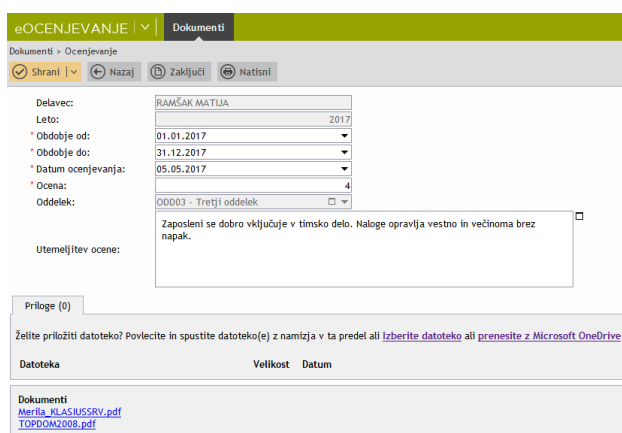 eOCENJEVANJE Dokumenti
Dokumenti > Ocenjevanje
Shrani Nazaj Zaključi Natisni
Delavec: RAMŠAK MATIJA
Leto: 2017
* Obdobje od: 01.01.2017
* Obdobje do: 31.12.2017
* Datum ocenjevanja: 05.05.2017
* Ocena: 4
Oddelek: ODD03 - Tretji oddelek
Zaposleni se dobro vključuje v timsko delo. Naloge opravlja vestno in večinoma brez
napak.
Utemeljitev ocene:
Priloge (0)
Želite priložiti datoteko? Povlecite in spustite datoteko(e) z namizja v ta predel ali Izberite datoteko ali prenesite z Microsoft OneDrive
Datoteka Velikost Datum
Dokumenti
Merila_KLASIUSSRV.pdf
TOPDOM2008.pdf